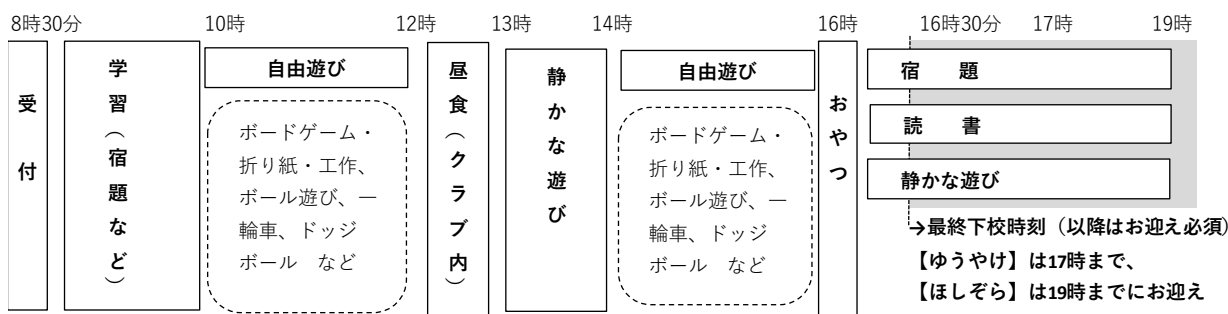 8時30分
10時
12時
13時
14時
16時
16時30分
17時
19時
受付
学習（宿題など）
自由遊び
ボードゲーム・
折り紙・工作、
ボール遊び、一
輪車、ドッジ
ボール　など
昼食（クラブ内）
静かな遊び
自由遊び
ボードゲーム・
折り紙・工作、
ボール遊び、一
輪車、ドッジ
ボール　など
おやつ
宿　題
読　書
静かな遊び
→最終下校時刻（以降はお迎え必須）
【ゆうやけ】は17時まで、
【ほしぞら】は19時までにお迎え